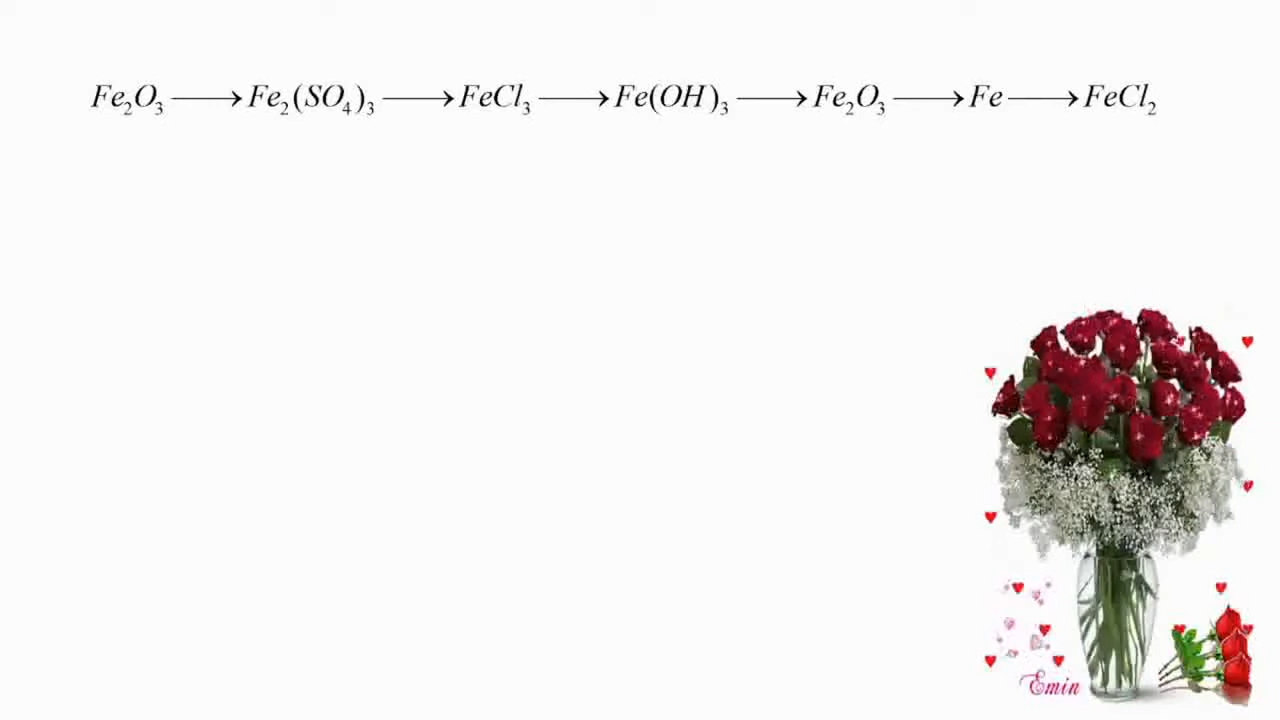 Fe₂O₃ ⟶ Fe₂(SO₄)₃ ⟶ FeCl₃ ⟶ Fe(OH)₃ ⟶ Fe₂O₃ ⟶ Fe ⟶ FeCl₂
Emin